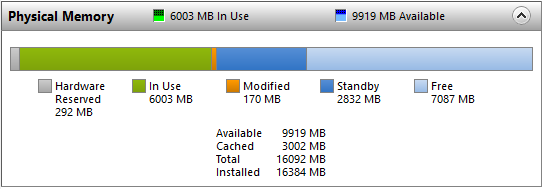 Physical Memory 6003 MB In Use 9919 MB Available
Hardware Reserved 292 MB
In Use 6003 MB
Modified 170 MB
Standby 2832 MB
Free 7087 MB
Available 9919 MB
Cached 3002 MB
Total 16092 MB
Installed 16384 MB